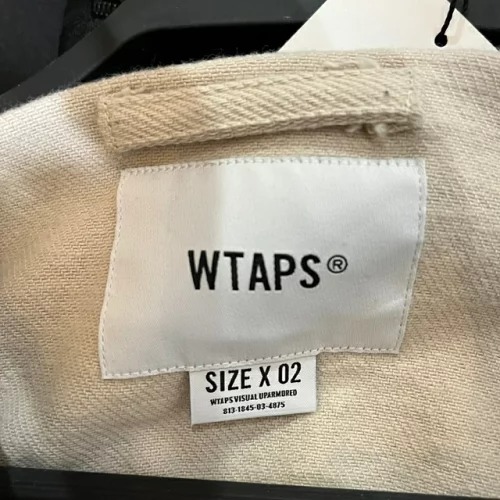 WTAPS®
SIZE X 02
WTAPS VISUAL UPARMORED
813-1845-03-4875